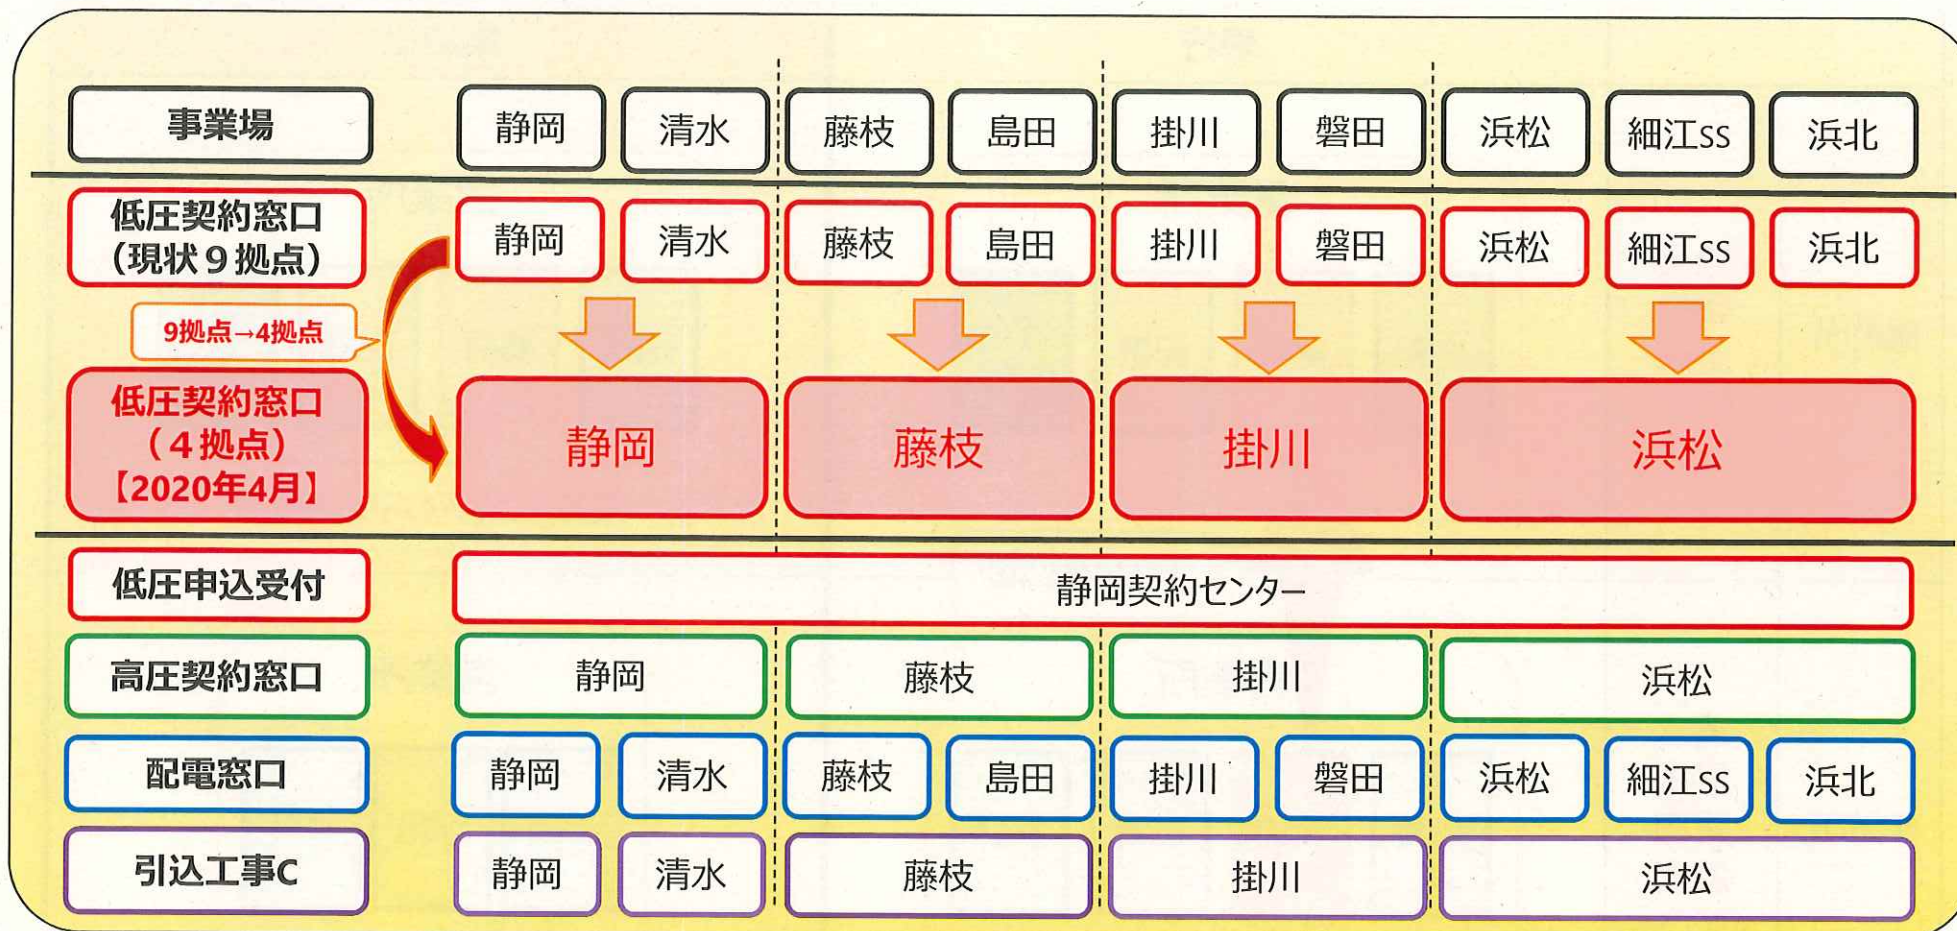 事業場
静岡
清水
藤枝
島田
掛川
磐田
浜松
細江SS
浜北
低圧契約窓口
（現状９拠点）
静岡
清水
藤枝
島田
掛川
磐田
浜松
細江SS
浜北
9拠点→4拠点
低圧契約窓口
（４拠点）
【2020年4月】
静岡
藤枝
掛川
浜松
低圧申込受付
静岡契約センター
高圧契約窓口
静岡
藤枝
掛川
浜松
配電窓口
静岡
清水
藤枝
島田
掛川
磐田
浜松
細江SS
浜北
引込工事C
静岡
清水
藤枝
掛川
浜松